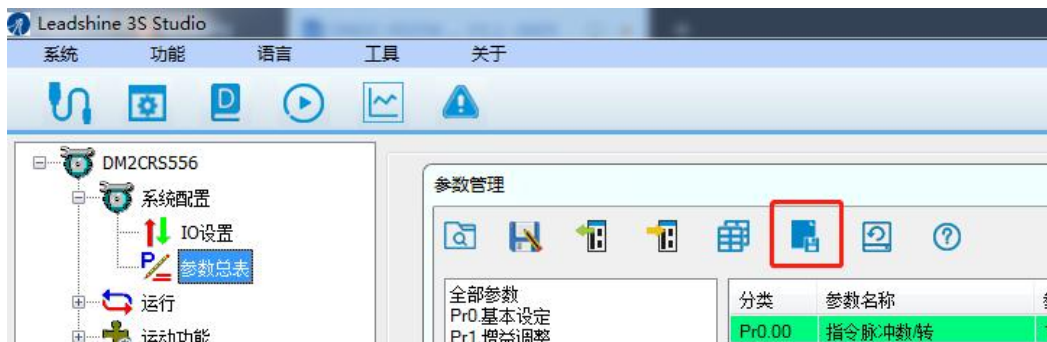 Leadshine 3S Studio
系统 功能 语言 工具 关于
D
DM2CRS556
系统配置
IO设置
P
参数总表
运行
运动功能
参数管理
全部参数
Pr0.基本设定
Pr1.增益调整
分类 参数名称
Pr0.00 指令脉冲数/转